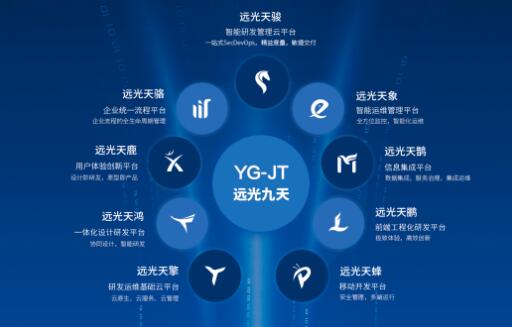 远光天骏
智能研发管理云平台
一站式SecDevOps，精益度量，敏捷交付
远光天骆
企业统一流程平台
企业流程的全生命周期管理
远光天象
智能运维管理平台
全方位监控，智能化运维
远光天鹿
用户体验创新平台
设计即研发，原型即产品
远光天鹊
信息集成平台
数据集成，服务治理，集成运维
YG-JT
远光九天
远光天鸿
一体化设计研发平台
协同设计，智能研发
远光天鹏
前端工程化研发平台
极致体验，高效创新
远光天擎
研发运维基础云平台
云原生、云服务、云管理
远光天蜂
移动开发平台
安全管理，多端运行